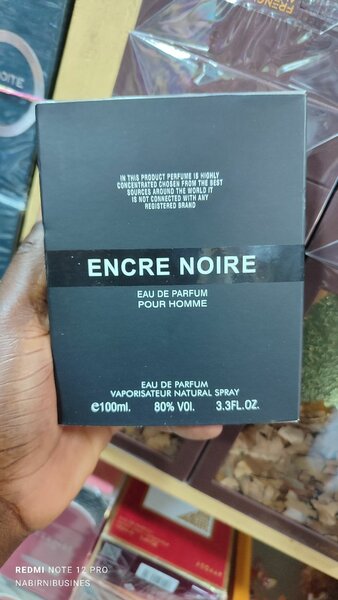 FRENCH
IN THIS PRODUCT PERFUME IS HIGHLY
CONCENTRATED CHOSEN FROM THE BEST
SOURCES AROUND THE WORLD IT
IS NOT CONNECTED WITH ANY
REGISTERED BRAND
ENCRE NOIRE
EAU DE PARFUM
POUR HOMME
EAU DE PARFUM
VAPORISATEUR NATURAL SPRAY
e100ml. 80% VOl. 3.3FL.OZ.
REDMI NOTE 12 PRO
NABIRNIBUSINES